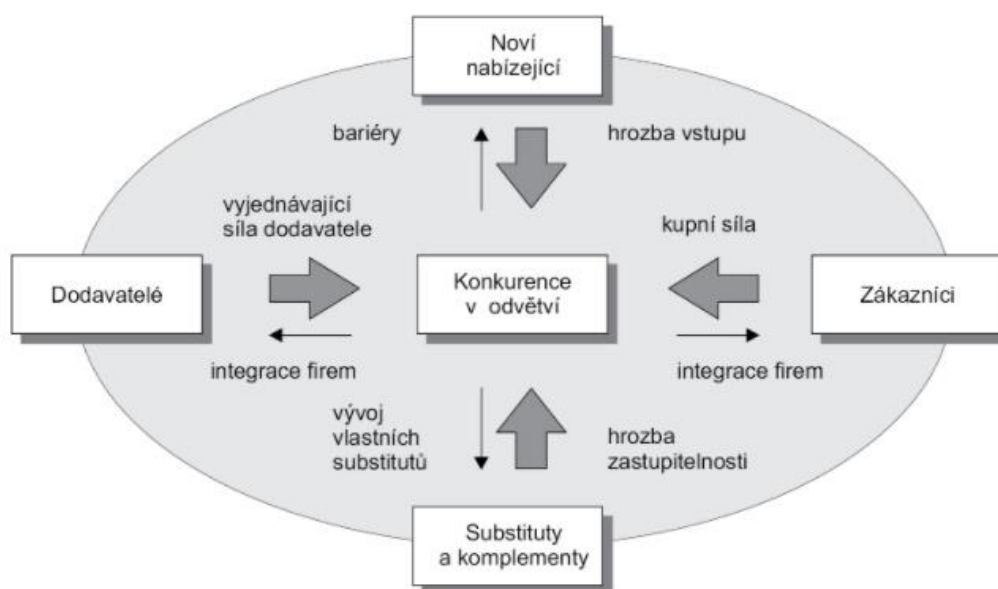 Noví
nabízející
bariéry
hrozba vstupu
vyjednávající
síla dodavatele
kupní síla
Dodavatelé
Konkurence
v odvětví
Zákazníci
integrace firem
integrace firem
vývoj
vlastních
substitutů
hrozba
zastupitelnosti
Substituty
a komplementy